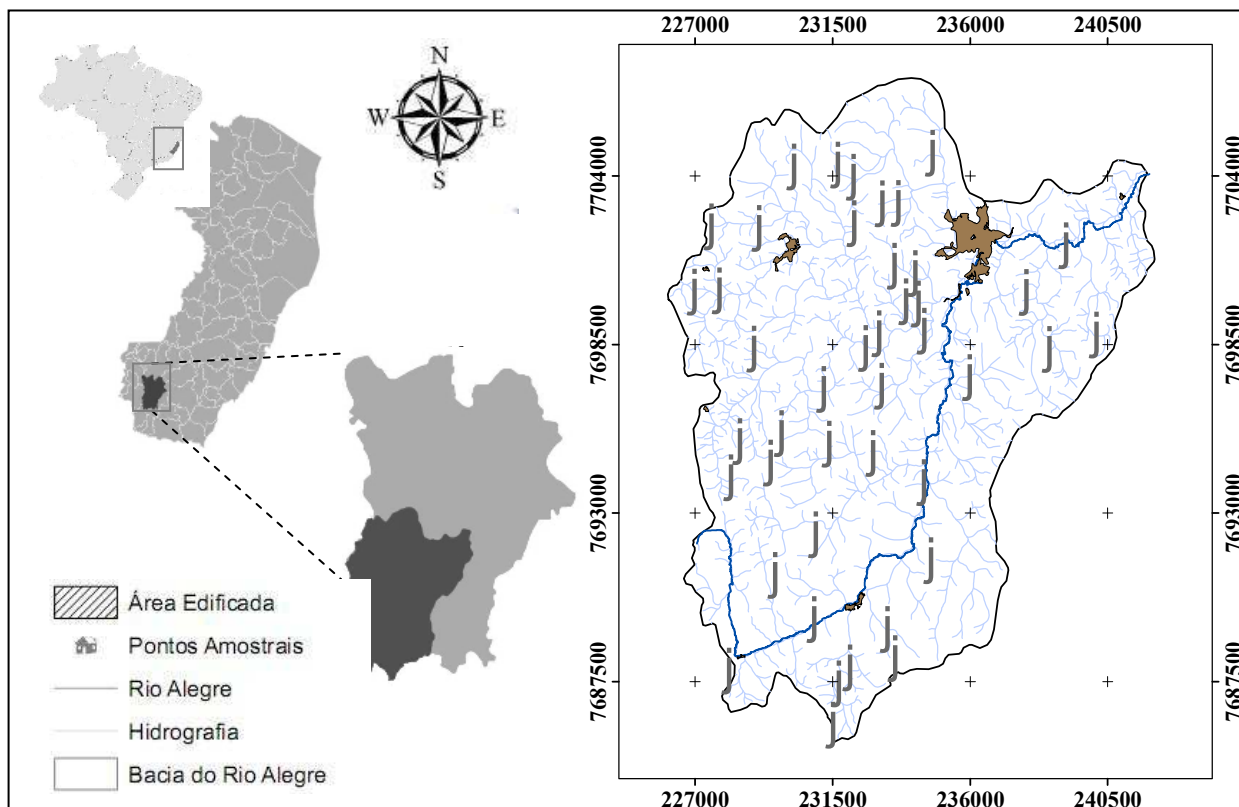 227000 231500 236000 240500
N
W E
S
7704000 7704000
7698500 7698500
7693000 7693000
7687500 7687500
j j j j
j j j j j j
j j j j j j j
j j j j j j
j j j j j
j j j j j
j j j j j
j j j j j
j j
Área Edificada
Pontos Amostrais
Rio Alegre
Hidrografia
Bacia do Rio Alegre
227000 231500 236000 240500